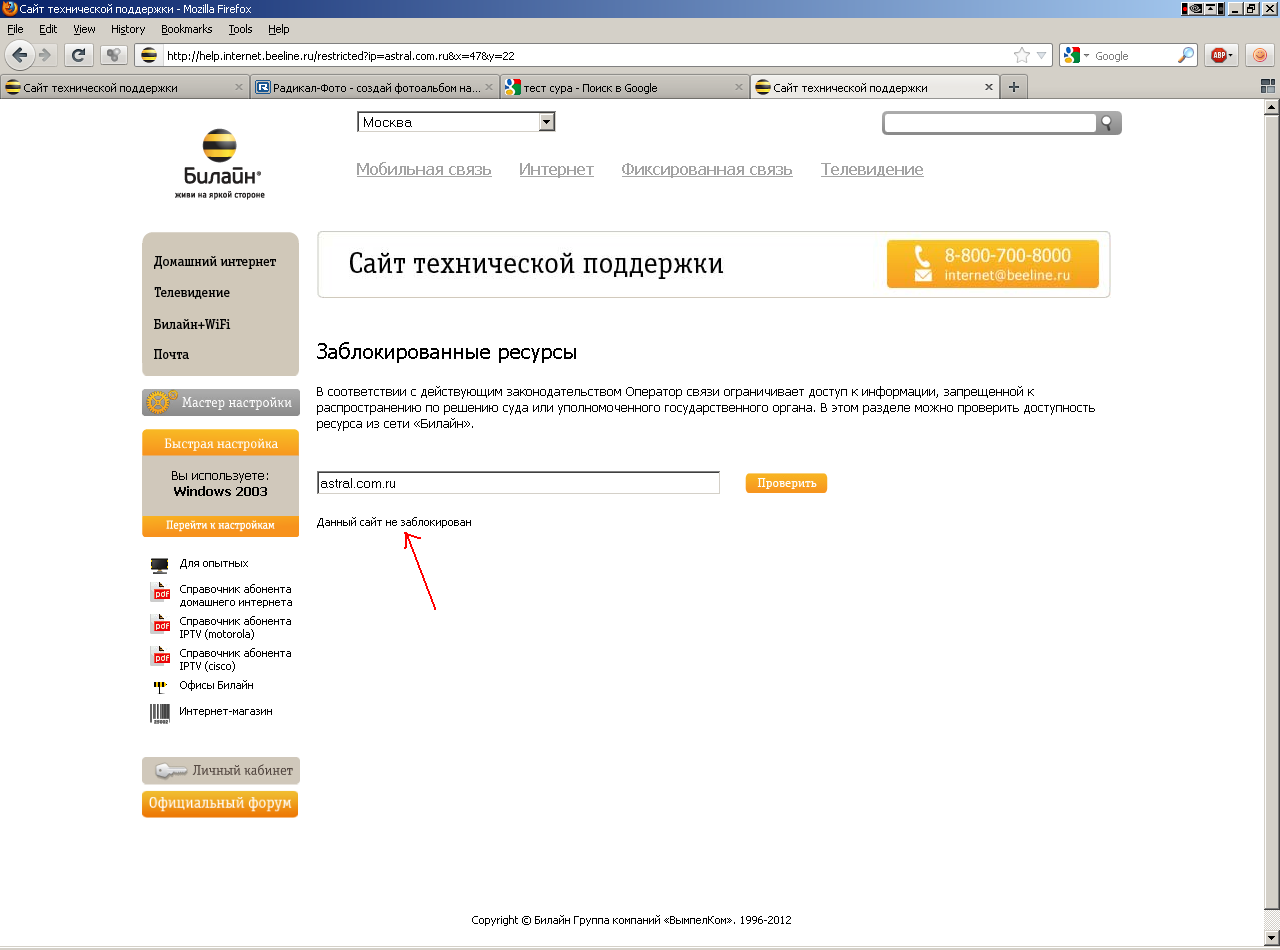 Сайт технической поддержки - Mozilla Firefox
File Edit View History Bookmarks Tools Help
http://help.internet.beeline.ru/restricted?ip=astral.com.ru&x=47&y=22
Google
ABP
Сайт технической поддержки
Радикал-Фото - создай фотоальбом на...
тест сура - Поиск в Google
Сайт технической поддержки
Москва
Билайн®
живи на яркой стороне
Мобильная связь Интернет Фиксированная связь Телевидение
Домашний интернет
Телевидение
Билайн+WiFi
Почта
Мастер настройки
Быстрая настройка
Вы используете:
Windows 2003
Перейти к настройкам
Для опытных
pdf
Справочник абонента
домашнего интернета
pdf
Справочник абонента
IPTV (motorola)
pdf
Справочник абонента
IPTV (cisco)
Офисы Билайн
Интернет-магазин
Личный кабинет
Официальный форум
Сайт технической поддержки
8-800-700-8000
internet@beeline.ru
Заблокированные ресурсы
В соответствии с действующим законодательством Оператор связи ограничивает доступ к информации, запрещенной к
распространению по решению суда или уполномоченного государственного органа. В этом разделе можно проверить доступность
ресурса из сети «Билайн».
astral.com.ru
Проверить
Данный сайт не заблокирован
Copyright © Билайн Группа компаний «ВымпелКом». 1996-2012